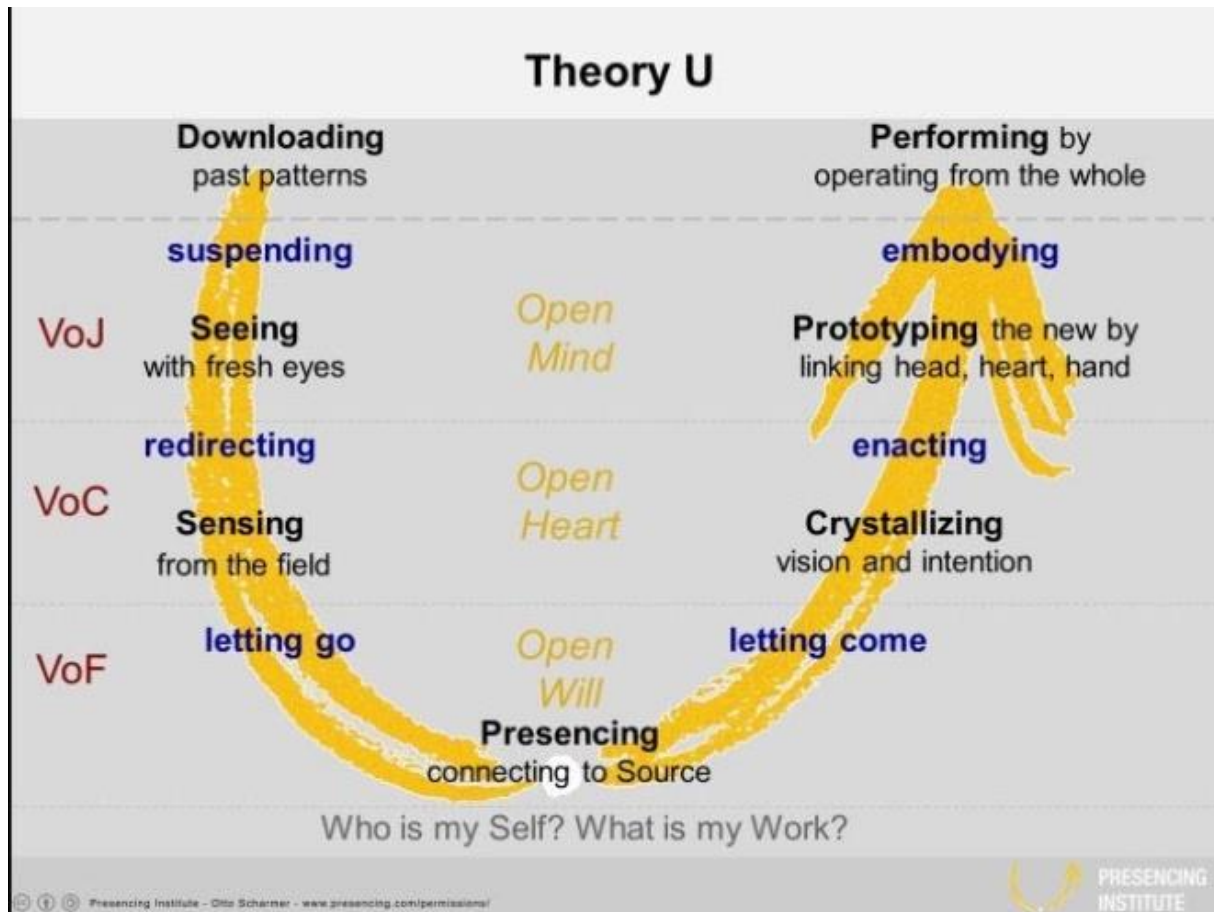 Theory U
Downloading
past patterns
Performing by
operating from the whole
suspending
embodying
VoJ
Seeing
with fresh eyes
Open
Mind
Prototyping the new by
linking head, heart, hand
redirecting
enacting
VoC
Sensing
from the field
Open
Heart
Crystallizing
vision and intention
letting go
letting come
VoF
Open
Will
Presencing
connecting to Source
Who is my Self? What is my Work?
Presencing Institute - Otto Scharmer - www.presencing.com/permissions/
PRESENCING
INSTITUTE